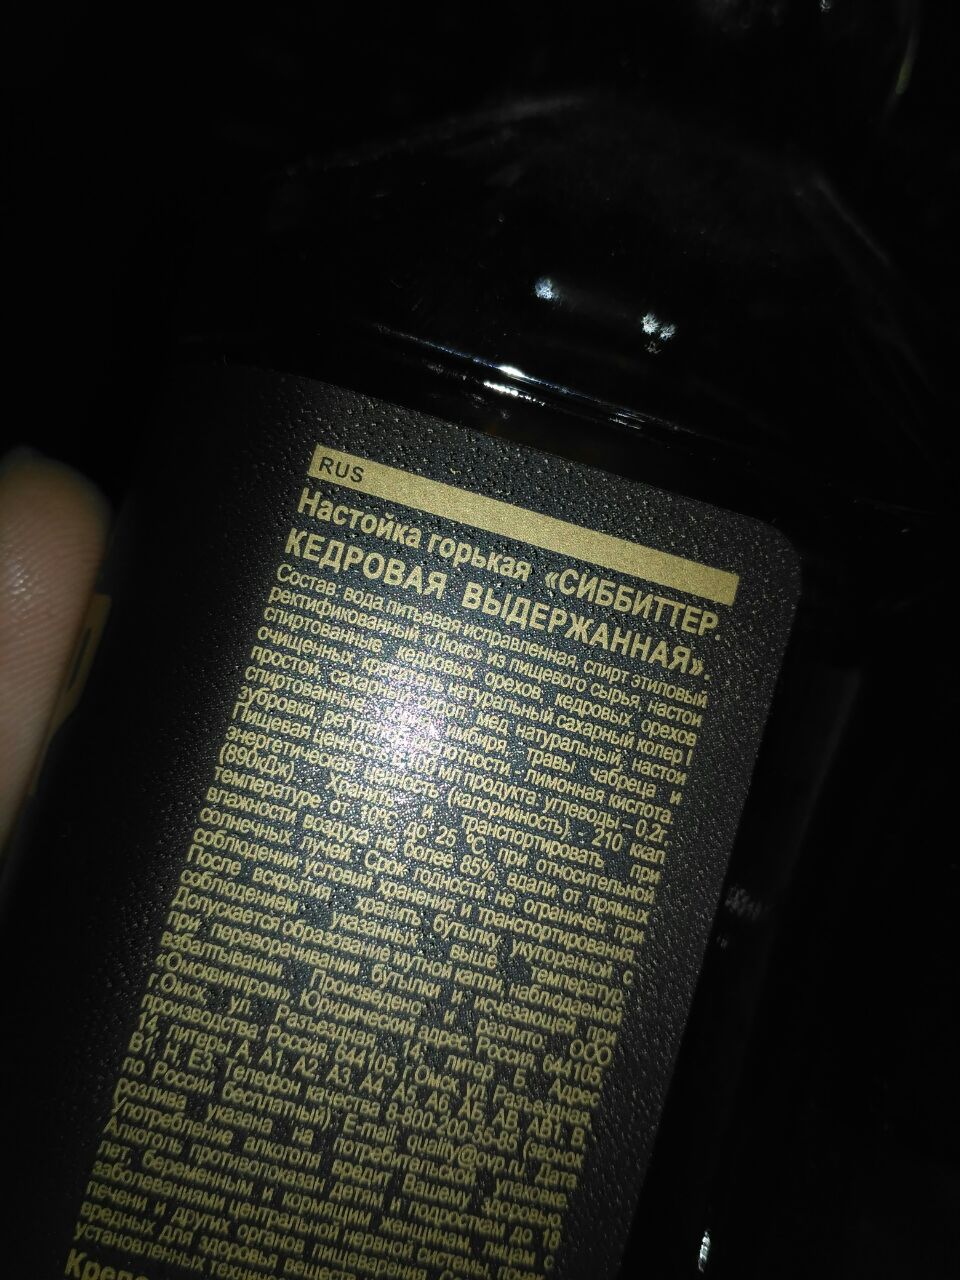 RUS
Настойка горькая «СИББИТТЕР.
КЕДРОВАЯ ВЫДЕРЖАННАЯ».
Состав: вода питьевая исправленная, спирт этиловый
ректификованный «Люкс» из пищевого сырья, настои
спиртованные кедровых орехов, кедровых орехов
очищенных, краситель натуральный сахарный колер I
простой, сахарный сироп, мёд натуральный, настои
спиртованные имбиря, травы чабреца и
зубровки, регулятор кислотности - лимонная кислота.
Пищевая ценность 100 мл продукта: углеводы – 0,2г,
энергетическая ценность (калорийность) - 210 ккал
(890кДж). Хранить и транспортировать при
температуре от -10°С до 25 °С, при относительной
влажности воздуха не более 85%, вдали от прямых
солнечных лучей. Срок годности не ограничен при
соблюдении условий хранения и транспортирования.
После вскрытия хранить бутылку укупоренной с
соблюдением указанных выше температур.
Допускается образование мутной капли, наблюдаемой
при переворачивании бутылки и исчезающей при
взбалтывании. Произведено и разлито: ООО
«Омсквинпром». Юридический адрес: Россия, 644105,
г.Омск, ул. Разъездная, 14, литер Б. Адрес
производства: Россия, 644105, г.Омск, ул. Разъездная,
14, литеры А, А1, А2, А3, А4, А5, А6, АБ, АВ, АВ1, В,
В1, Н, Е3. Телефон качества 8-800-200-35-85 (звонок
по России бесплатный). E-mail: quality@ovp.ru. Дата
розлива указана на потребительской упаковке.
Употребление алкоголя вредит Вашему здоровью.
Алкоголь противопоказан детям и подросткам до 18
лет, беременным и кормящим женщинам, лицам с
заболеваниями центральной нервной системы, почек,
печени и других органов пищеварения.
вредных для здоровья веществ
установленных